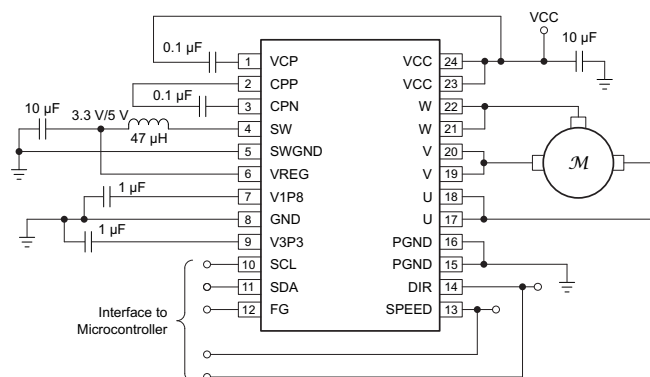 VCC
0.1 µF
10 µF
1 VCP VCC 24
2 CPP VCC 23
0.1 µF
3 CPN W 22
10 µF
3.3 V/5 V
47 µH
4 SW W 21
5 SWGND V 20
6 VREG V 19
M
1 µF
7 V1P8 U 18
8 GND U 17
1 µF
9 V3P3 PGND 16
10 SCL PGND 15
11 SDA DIR 14
12 FG SPEED 13
Interface to
Microcontroller